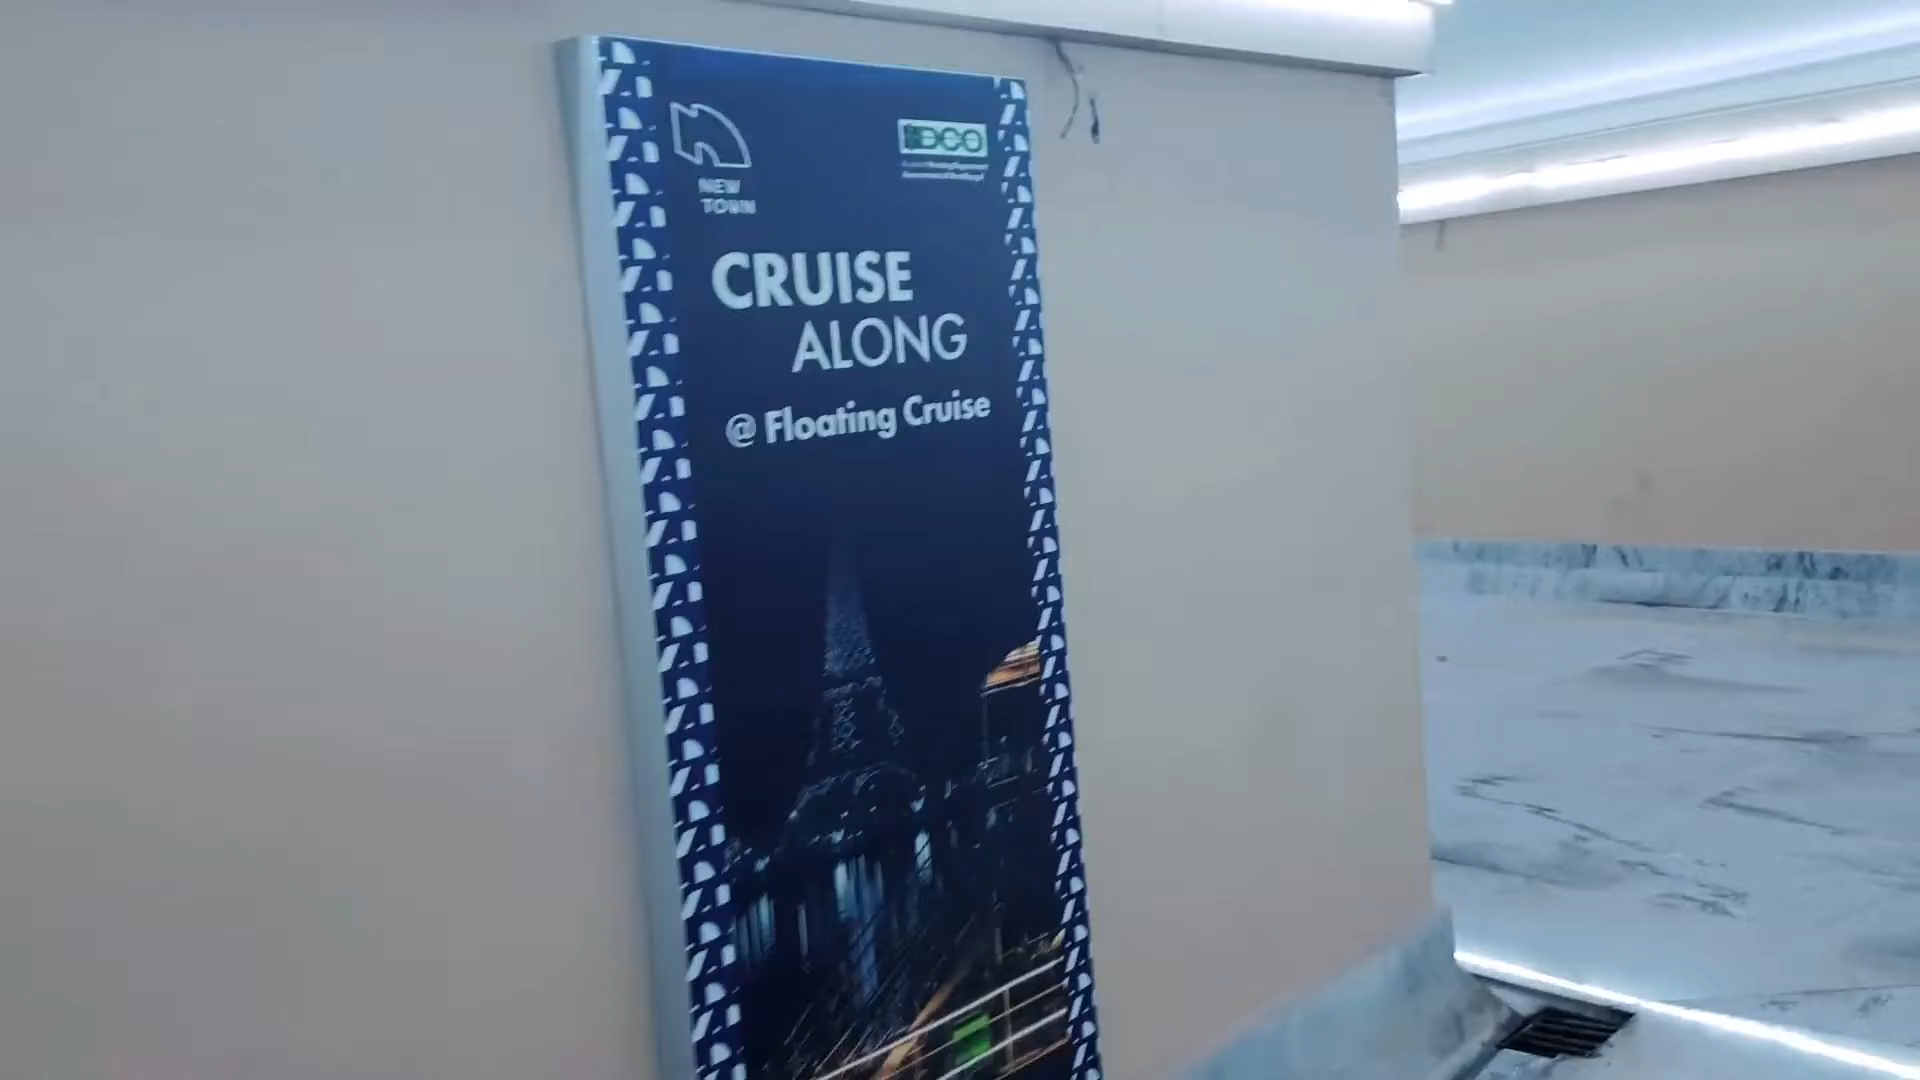 NEW
TOWN
CRUISE
ALONG
@ Floating Cruise